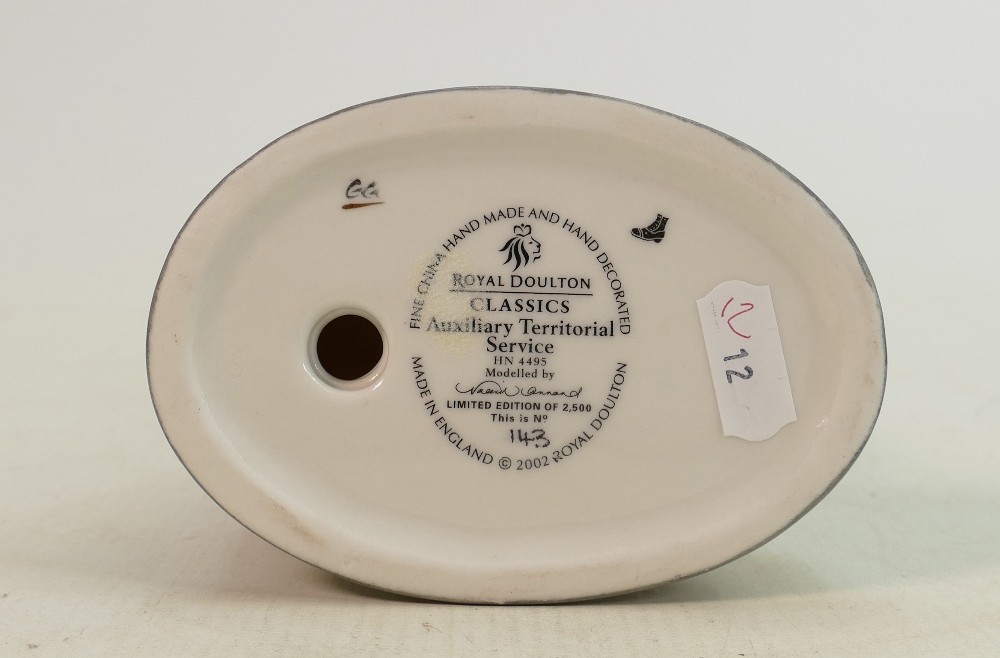 GG
FINE CHINA HAND MADE AND HAND DECORATED
ROYAL DOULTON
CLASSICS
Auxiliary Territorial
Service
HN 4495
Modelled by
LIMITED EDITION OF 2,500
This is Nº
143
MADE IN ENGLAND © 2002 ROYAL DOULTON
12